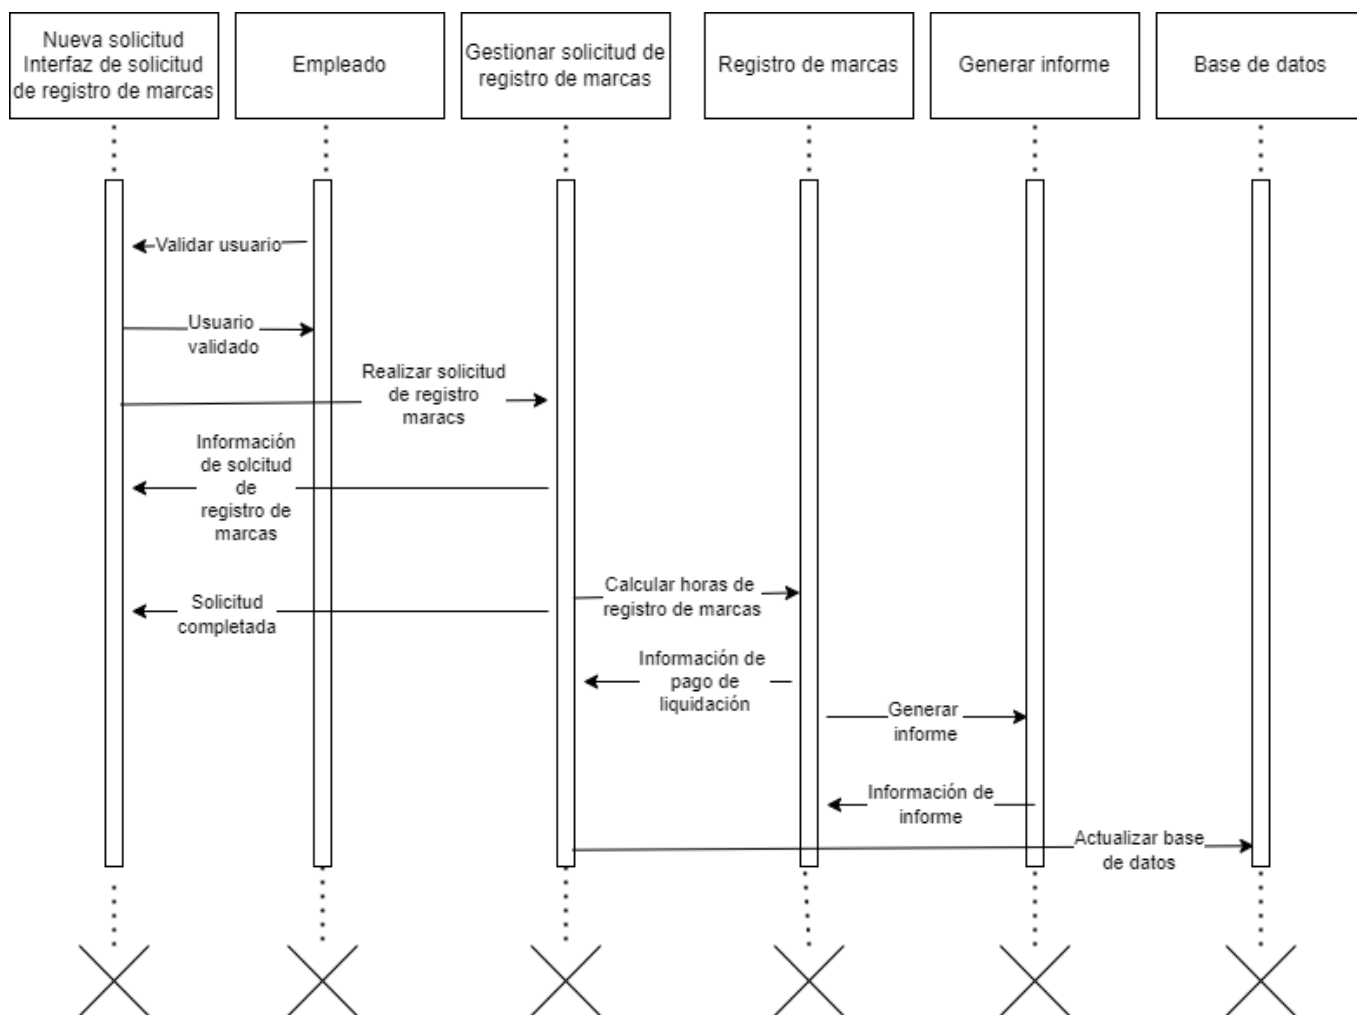 Nueva solicitud
Interfaz de solicitud
de registro de marcas
Empleado
Gestionar solicitud de
registro de marcas
Registro de marcas
Generar informe
Base de datos
Validar usuario
Usuario
validado
Realizar solicitud
de registro
maracs
Información
de solcitud
de
registro de
marcas
Calcular horas de
registro de marcas
Solicitud
completada
Información de
pago de
liquidación
Generar
informe
Información de
informe
Actualizar base
de datos